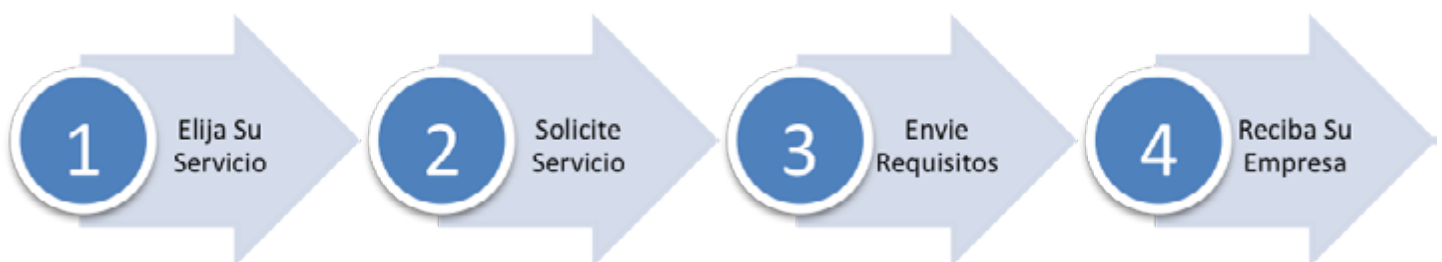 1
Elija Su
Servicio
2
Solicite
Servicio
3
Envie
Requisitos
4
Reciba Su
Empresa